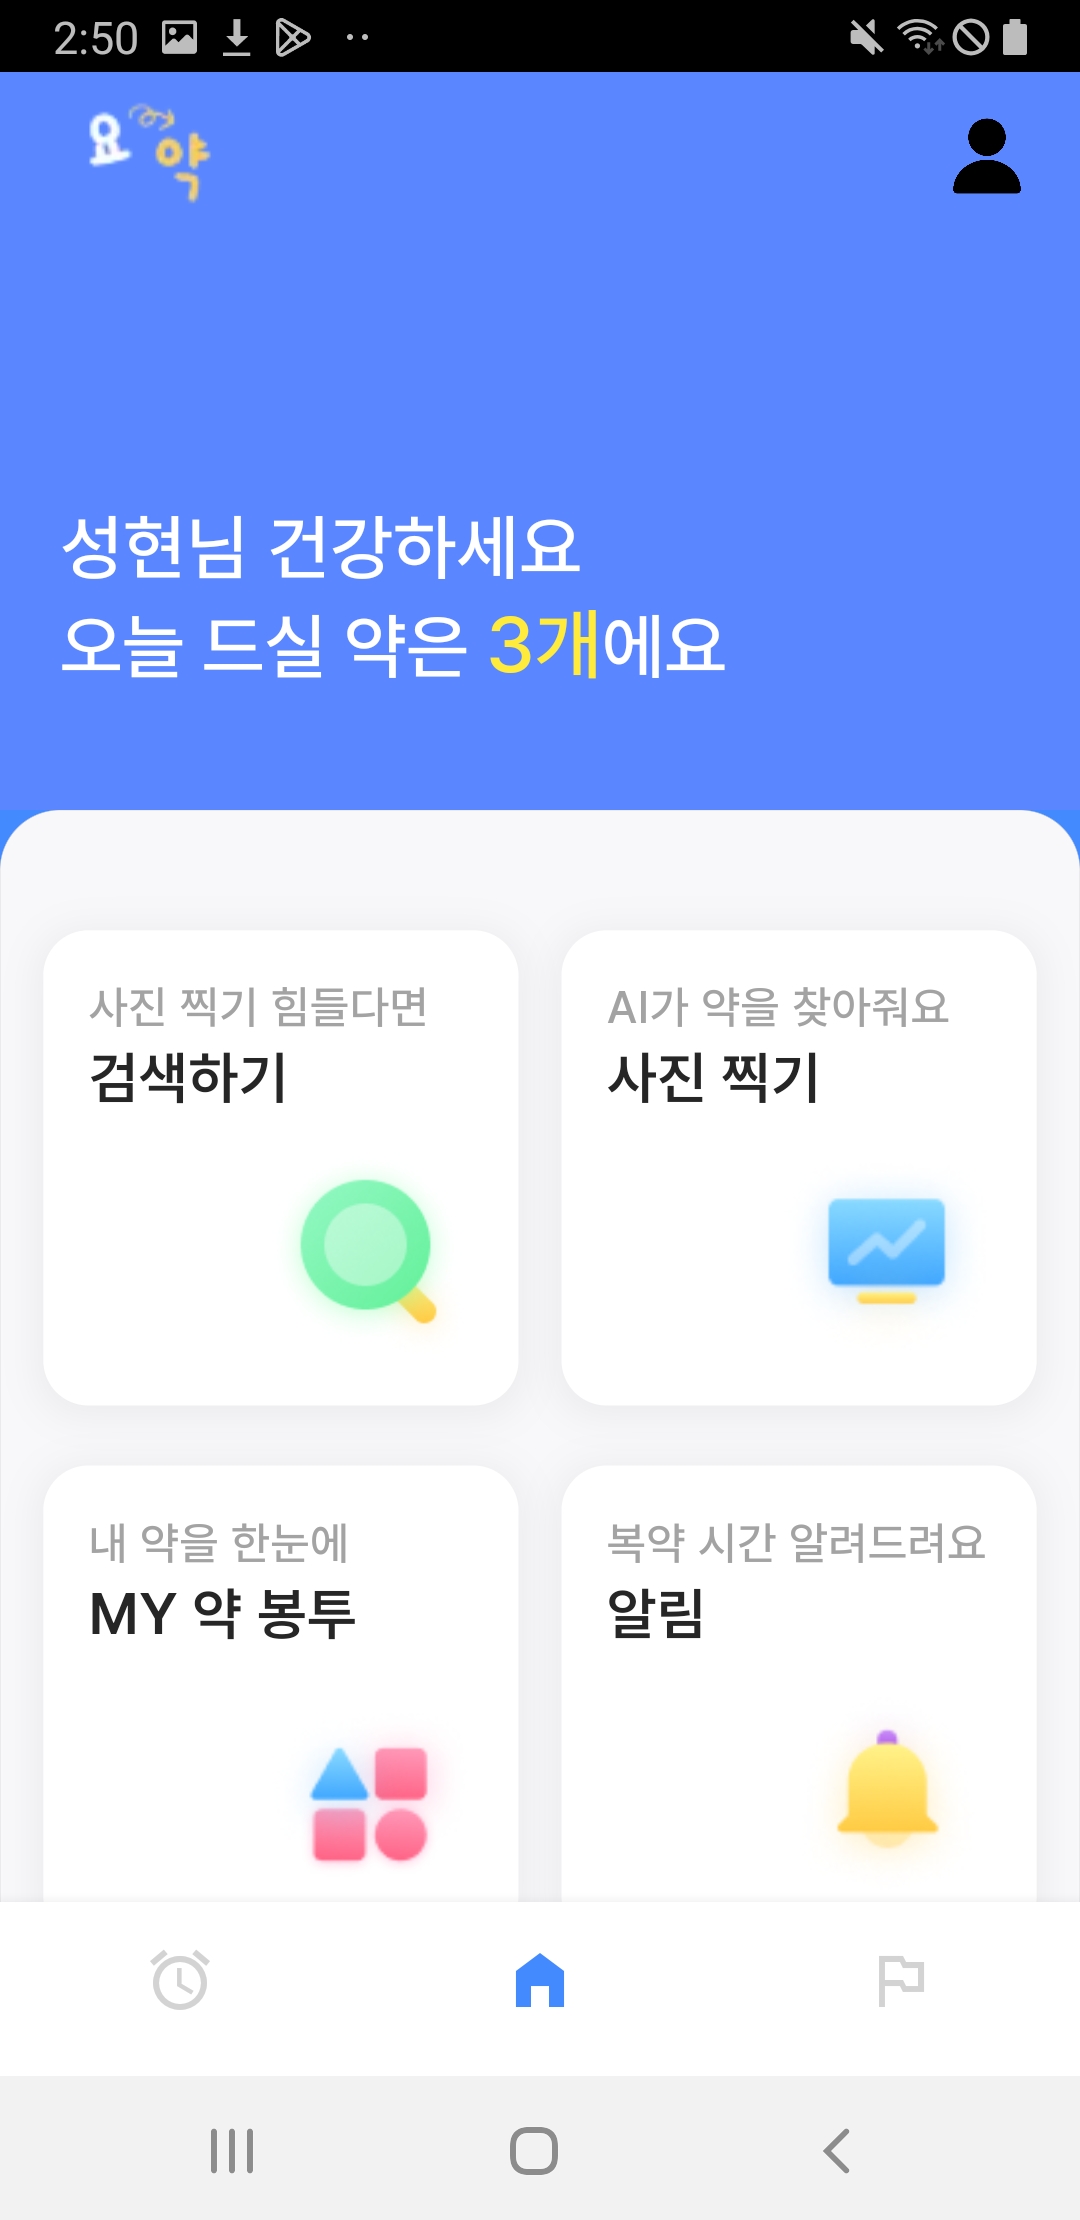 2:50
요약
성현님 건강하세요
오늘 드실 약은 3개에요
사진 찍기 힘들다면
검색하기
AI가 약을 찾아줘요
사진 찍기
내 약을 한눈에
MY 약 봉투
복약 시간 알려드려요
알림